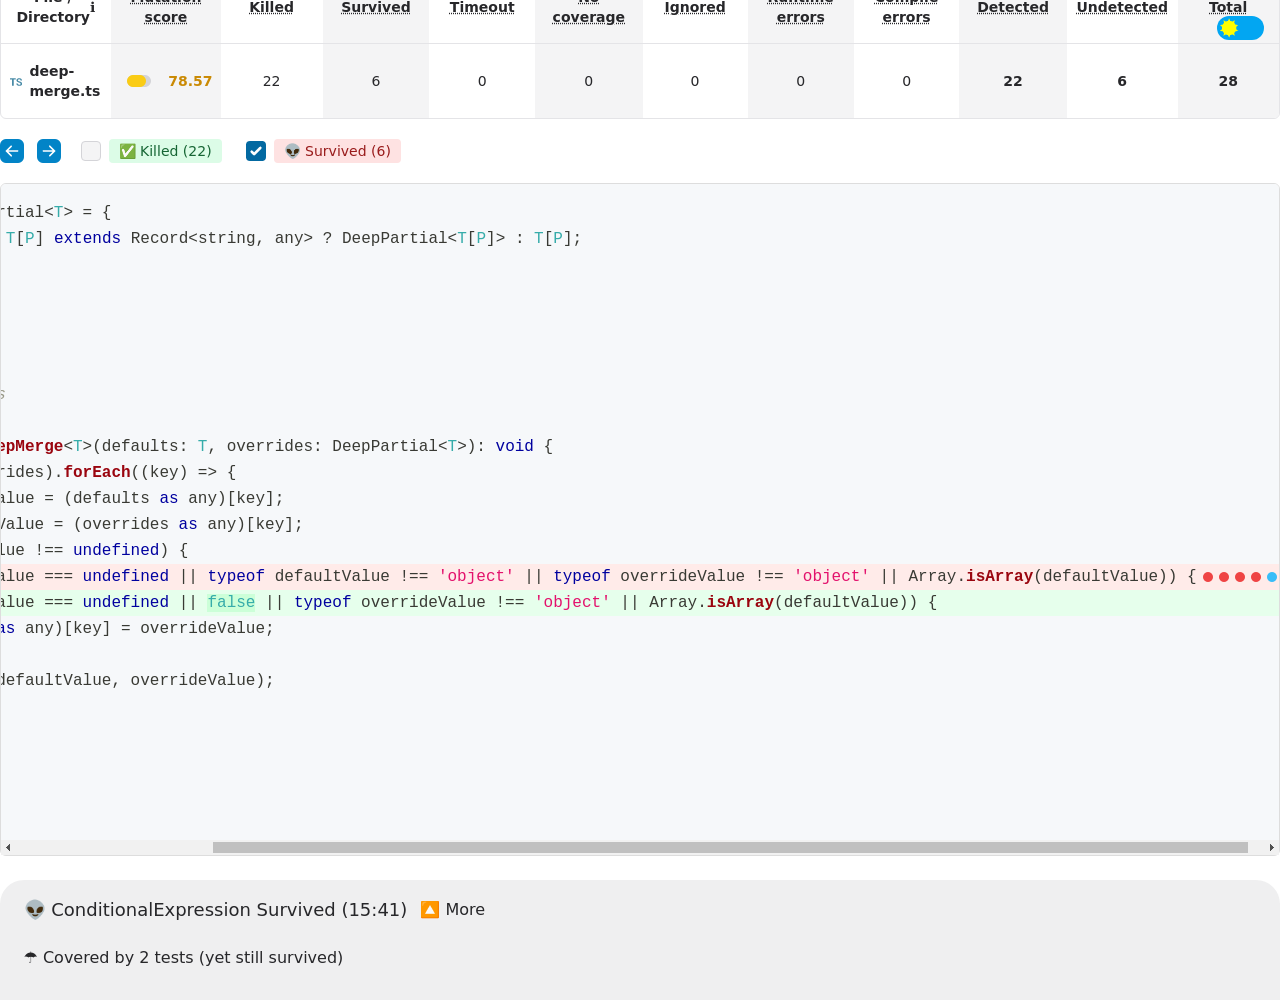 Directory ℹ score Killed Survived Timeout coverage Ignored errors errors Detected Undetected Total
TS deep-merge.ts 78.57 22 6 0 0 0 0 0 22 6 28
✅ Killed (22) 👽 Survived (6)
rtial<T> = {
T[P] extends Record<string, any> ? DeepPartial<T[P]> : T[P];
s
epMerge<T>(defaults: T, overrides: DeepPartial<T>): void {
rides).forEach((key) => {
alue = (defaults as any)[key];
Value = (overrides as any)[key];
lue !== undefined) {
alue === undefined || typeof defaultValue !== 'object' || typeof overrideValue !== 'object' || Array.isArray(defaultValue)) {
alue === undefined || false || typeof overrideValue !== 'object' || Array.isArray(defaultValue)) {
as any)[key] = overrideValue;
defaultValue, overrideValue);
👽 ConditionalExpression Survived (15:41) 🔼 More
☂ Covered by 2 tests (yet still survived)